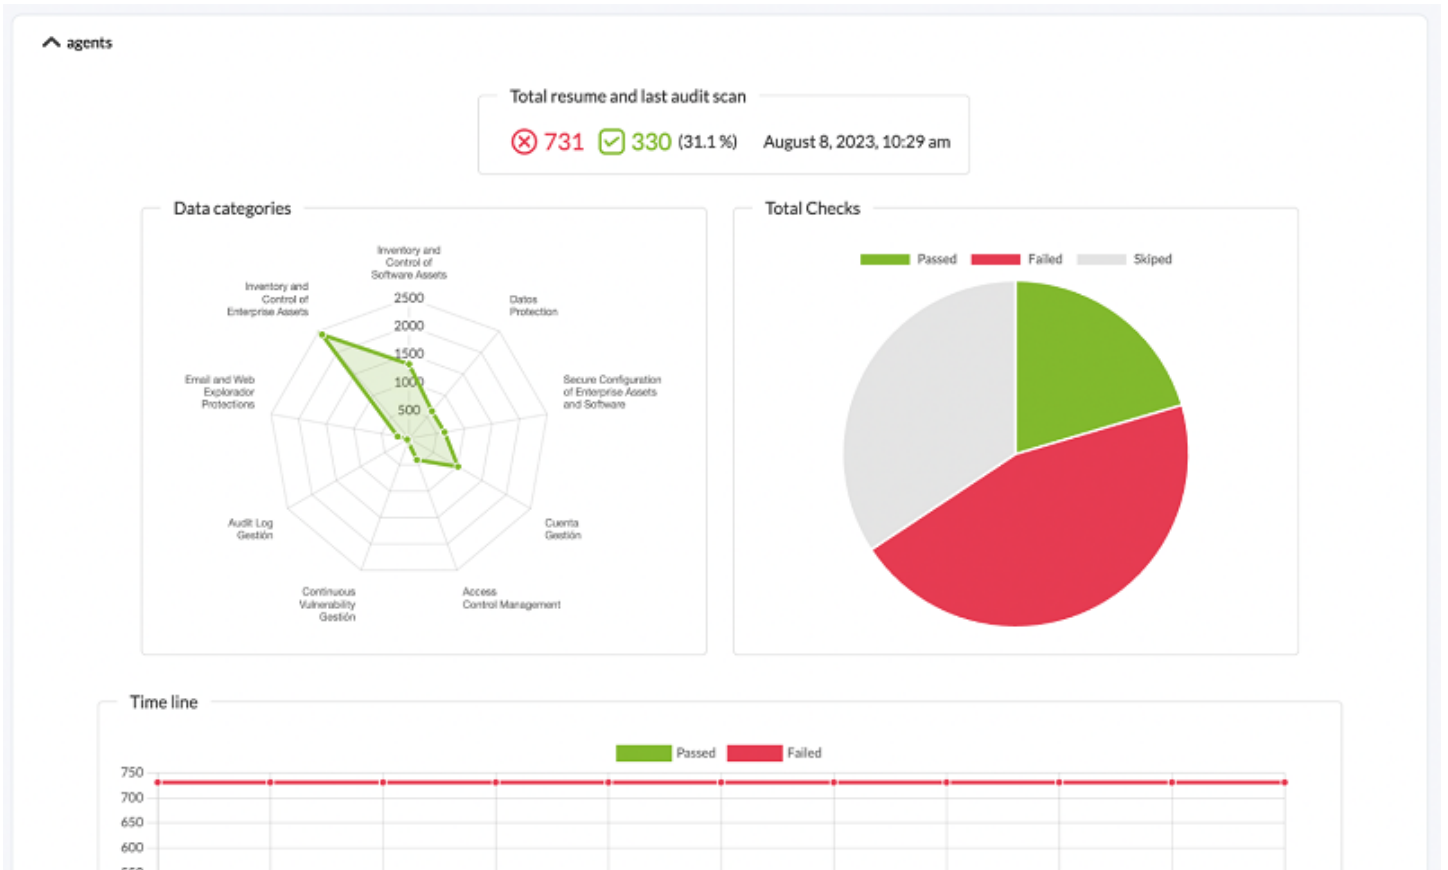 agents
Total resume and last audit scan
731 330 (31.1 %) August 8, 2023, 10:29 am
Data categories
Inventory and
Control of
Software Assets
Inventory and
Control of
Enterprise Assets
Datos
Protection
2500
2000
1500
1000
500
Email and Web
Explorador
Protections
Secure Configuration
of Enterprise Assets
and Software
Audit Log
Gestión
Cuenta
Gestión
Continuous
Vulnerability
Gestión
Access
Control Management
Total Checks
Passed Failed Skiped
Time line
Passed Failed
750
700
650
600